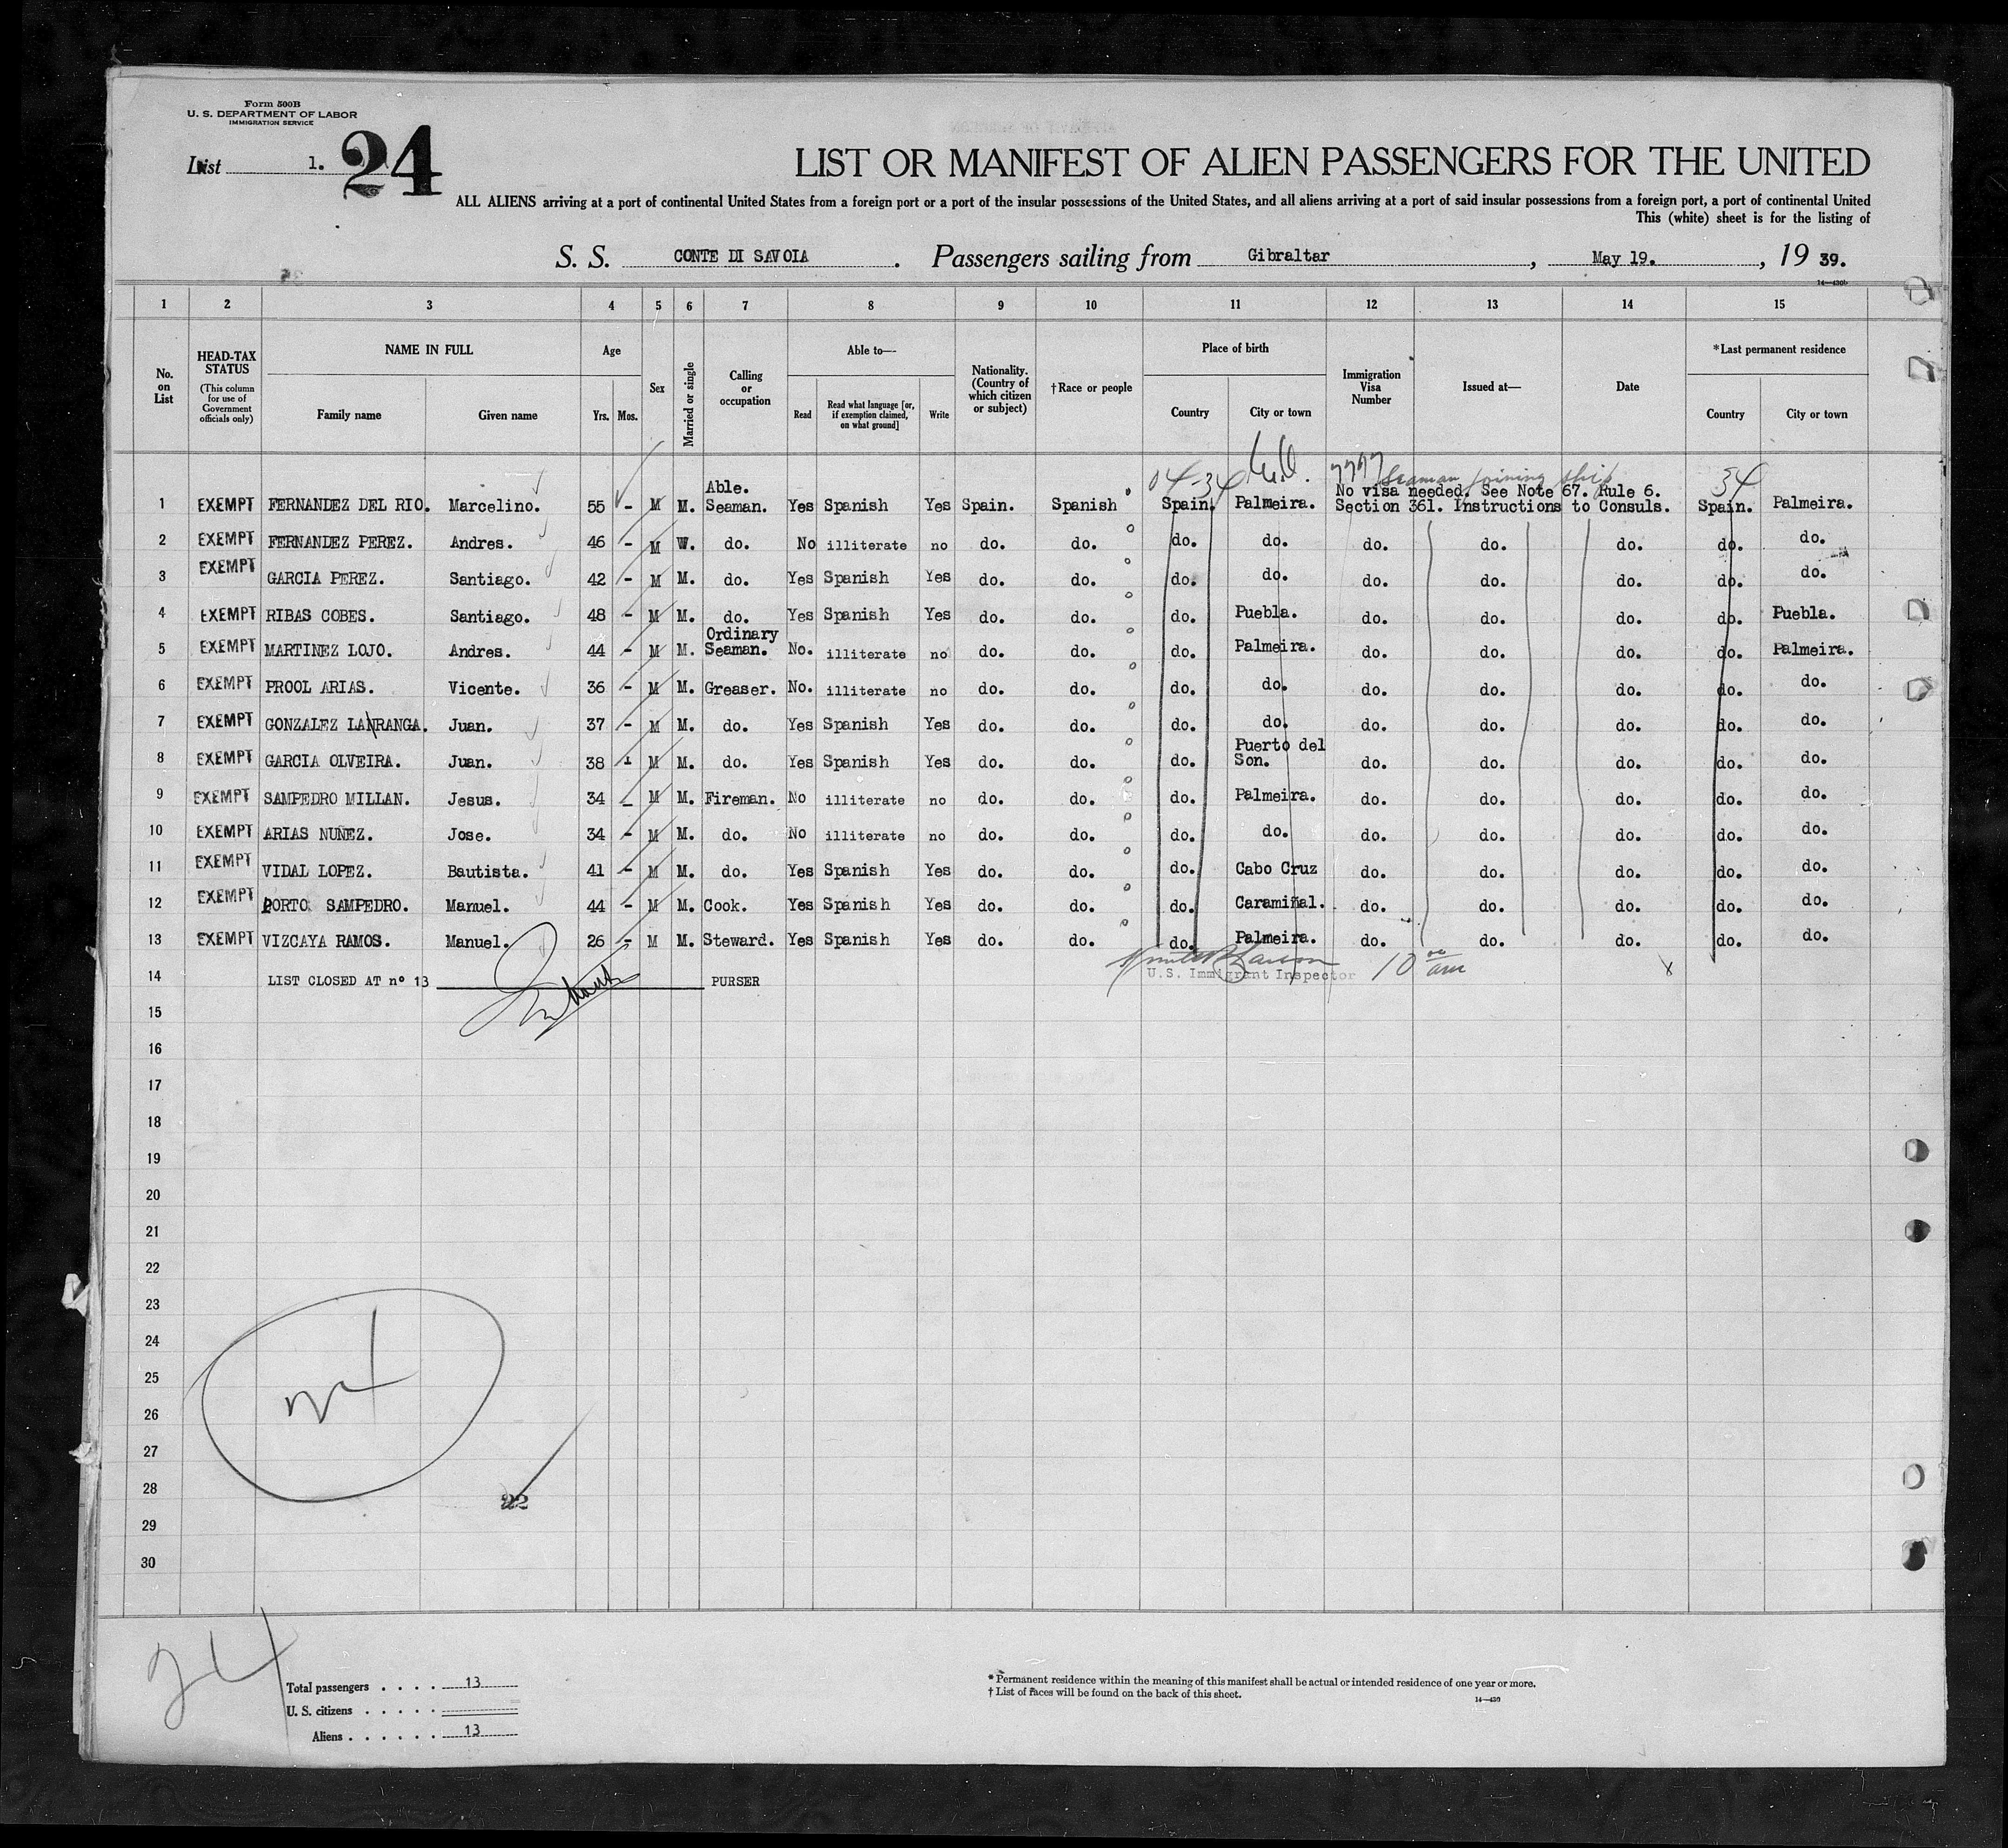 Form 500B
U. S. DEPARTMENT OF LABOR
IMMIGRATION SERVICE
List 1. 24
LIST OR MANIFEST OF ALIEN PASSENGERS FOR THE UNITED
ALL ALIENS arriving at a port of continental United States from a foreign port or a port of the insular possessions of the United States, and all aliens arriving at a port of said insular possessions from a foreign port, a port of continental United
This (white) sheet is for the listing of
S. S. CONTE DI SAVOIA . Passengers sailing from Gibraltar , May 19. , 19 39.
1 2 3 4 5 6 7 8 9 10 11 12 13 14 15
No. on List
HEAD-TAX STATUS (This column for use of Government officials only)
NAME IN FULL Family name Given name
Age Yrs. Mos.
Sex
Married or single
Calling or occupation
Able to— Read Read what language [or, if exemption claimed, on what ground] Write
Nationality. (Country of which citizen or subject)
†Race or people
Place of birth Country City or town
Immigration Visa Number
Issued at—
Date
*Last permanent residence Country City or town
04-34 7797 Seaman joining ship 34
1 EXEMPT FERNANDEZ DEL RIO. Marcelino. 55 - M M. Able. Seaman. Yes Spanish Yes Spain. Spanish Spain. Palmeira. No visa needed. See Note 67. Rule 6. Section 361. Instructions to Consuls. Spain. Palmeira.
2 EXEMPT FERNANDEZ PEREZ. Andres. 46 - M W. do. No illiterate no do. do. do. do. do. do. do. do. do.
3 EXEMPT GARCIA PEREZ. Santiago. 42 - M M. do. Yes Spanish Yes do. do. do. do. do. do. do. do. do.
4 EXEMPT RIBAS COBES. Santiago. 48 - M M. do. Yes Spanish Yes do. do. do. Puebla. do. do. do. do. Puebla.
5 EXEMPT MARTINEZ LOJO. Andres. 44 - M M. Ordinary Seaman. No. illiterate no do. do. do. Palmeira. do. do. do. do. Palmeira.
6 EXEMPT PROOL ARIAS. Vicente. 36 - M M. Greaser. No. illiterate no do. do. do. do. do. do. do. do. do.
7 EXEMPT GONZALEZ LANRANGA. Juan. 37 - M M. do. Yes Spanish Yes do. do. do. do. do. do. do. do. do.
8 EXEMPT GARCIA OLVEIRA. Juan. 38 - M M. do. Yes Spanish Yes do. do. do. Puerto del Son. do. do. do. do. do.
9 EXEMPT SAMPEDRO MILLAN. Jesus. 34 - M M. Fireman. No illiterate no do. do. do. Palmeira. do. do. do. do. do.
10 EXEMPT ARIAS NUÑEZ. Jose. 34 - M M. do. No illiterate no do. do. do. do. do. do. do. do. do.
11 EXEMPT VIDAL LOPEZ. Bautista. 41 - M M. do. Yes Spanish Yes do. do. do. Cabo Cruz do. do. do. do. do.
12 EXEMPT PORTO SAMPEDRO. Manuel. 44 - M M. Cook. Yes Spanish Yes do. do. do. Caramiñal. do. do. do. do. do.
13 EXEMPT VIZCAYA RAMOS. Manuel. 26 - M M. Steward. Yes Spanish Yes do. do. do. Palmeira. do. do. do. do. do.
14 LIST CLOSED AT nº 13 PURSER U.S. Immigrant Inspector 10 00 am
15
16
17
18
19
20
21
22
23
24
25
26
27
28
22
29
30
24
Total passengers . . . . 13
U. S. citizens . . . . .
Aliens . . . . . . 13
* Permanent residence within the meaning of this manifest shall be actual or intended residence of one year or more.
† List of races will be found on the back of this sheet.
14—430